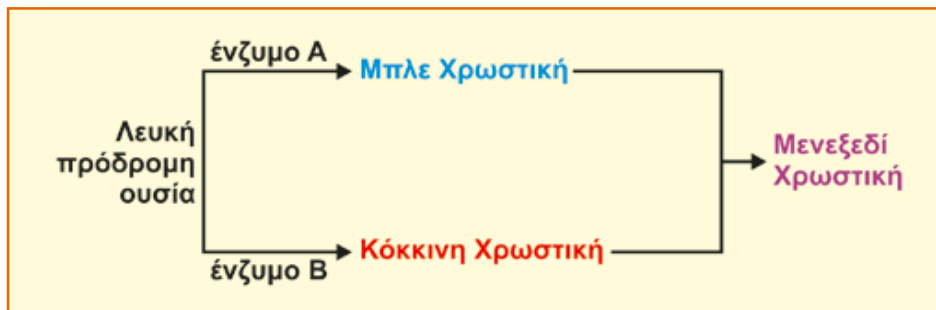 ένζυμο Α
Μπλε Χρωστική
Λευκή
πρόδρομη
ουσία
Μενεξεδί
Χρωστική
Κόκκινη Χρωστική
ένζυμο Β